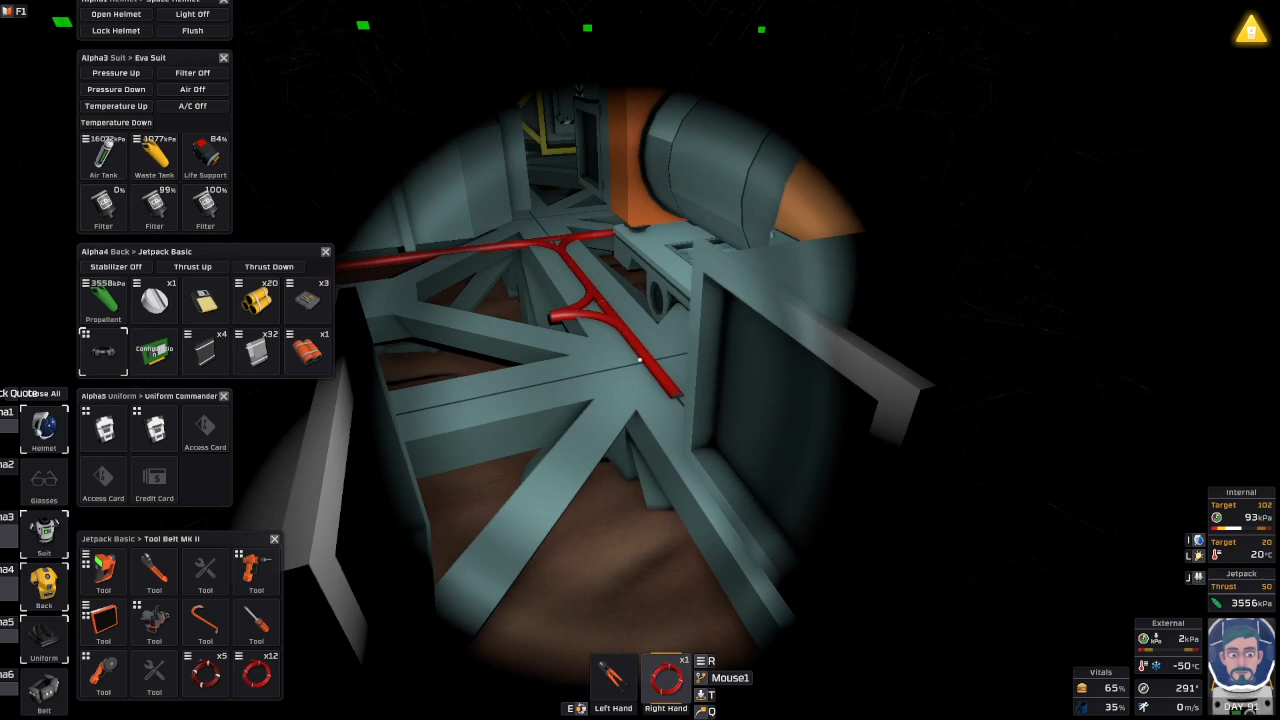 F1
Open Helmet Light Off
Lock Helmet Flush
Alpha3 Suit > Eva Suit
Pressure Up Filter Off
Pressure Down Air Off
Temperature Up A/C Off
Temperature Down
84%
Air Tank Waste Tank Life Support
0% 99% 100%
Filter Filter Filter
Alpha4 Back > Jetpack Basic
Stabilizer Off Thrust Up Thrust Down
3558kPa x1 x20 x3
Propellant
x4 x32 x1
Alpha5 Uniform > Uniform Commander
Access Card
Access Card Credit Card
Helmet
Glasses
Suit
Back
Uniform
Belt
Jetpack Basic > Tool Belt MK II
Tool Tool Tool Tool
Tool Tool Tool Tool
x5 x12
Tool Tool
x1
R
Mouse1
T
E Left Hand Right Hand Q
Internal
Target 102
93kPa
Target 20
20°C
Jetpack
Thrust 50
3556kPa
I
L
J
External
2kPa
-50°C
291°
0m/s
Vitals
65%
35%
DAY 91